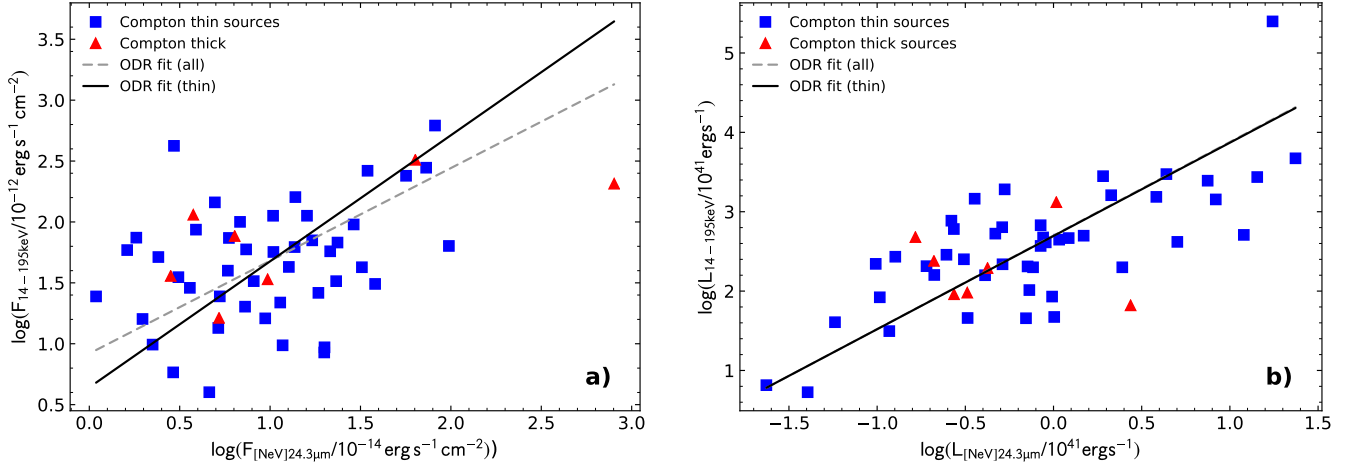 Compton thin sources
Compton thick
ODR fit (all)
ODR fit (thin)
3.5
3.0
2.5
2.0
1.5
1.0
0.5
log(F14−195keV/10−12 erg s−1 cm−2)
a)
0.0 0.5 1.0 1.5 2.0 2.5 3.0
log(F[NeV]24.3μm/10−14 erg s−1 cm−2))
Compton thin sources
Compton thick sources
ODR fit (all)
ODR fit (thin)
5
4
3
2
1
log(L14−195keV/1041 ergs−1)
b)
−1.5 −1.0 −0.5 0.0 0.5 1.0 1.5
log(L[NeV]24.3μm/1041 ergs−1)